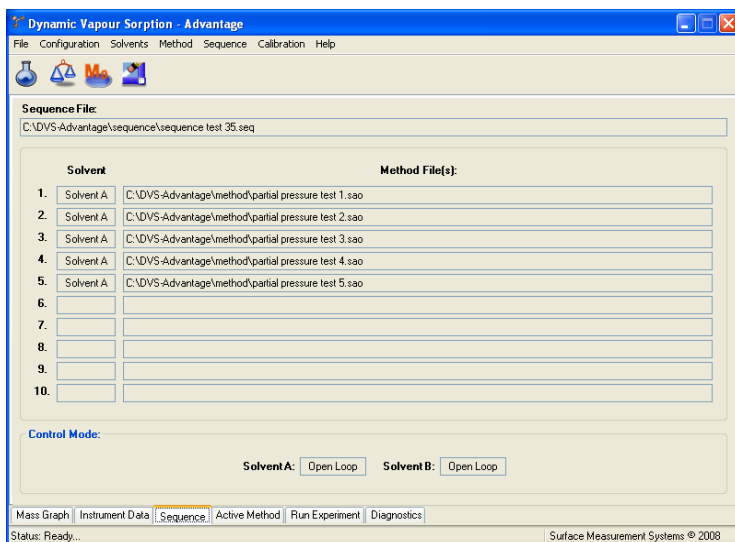 Dynamic Vapour Sorption - Advantage
File Configuration Solvents Method Sequence Calibration Help
Sequence File:
C:\DVS-Advantage\sequence\sequence test 35.seq
Solvent Method File(s):
1. Solvent A C:\DVS-Advantage\method\partial pressure test 1.sao
2. Solvent A C:\DVS-Advantage\method\partial pressure test 2.sao
3. Solvent A C:\DVS-Advantage\method\partial pressure test 3.sao
4. Solvent A C:\DVS-Advantage\method\partial pressure test 4.sao
5. Solvent A C:\DVS-Advantage\method\partial pressure test 5.sao
6.
7.
8.
9.
10.
Control Mode:
Solvent A: Open Loop Solvent B: Open Loop
Mass Graph Instrument Data Sequence Active Method Run Experiment Diagnostics
Status: Ready... Surface Measurement Systems © 2008